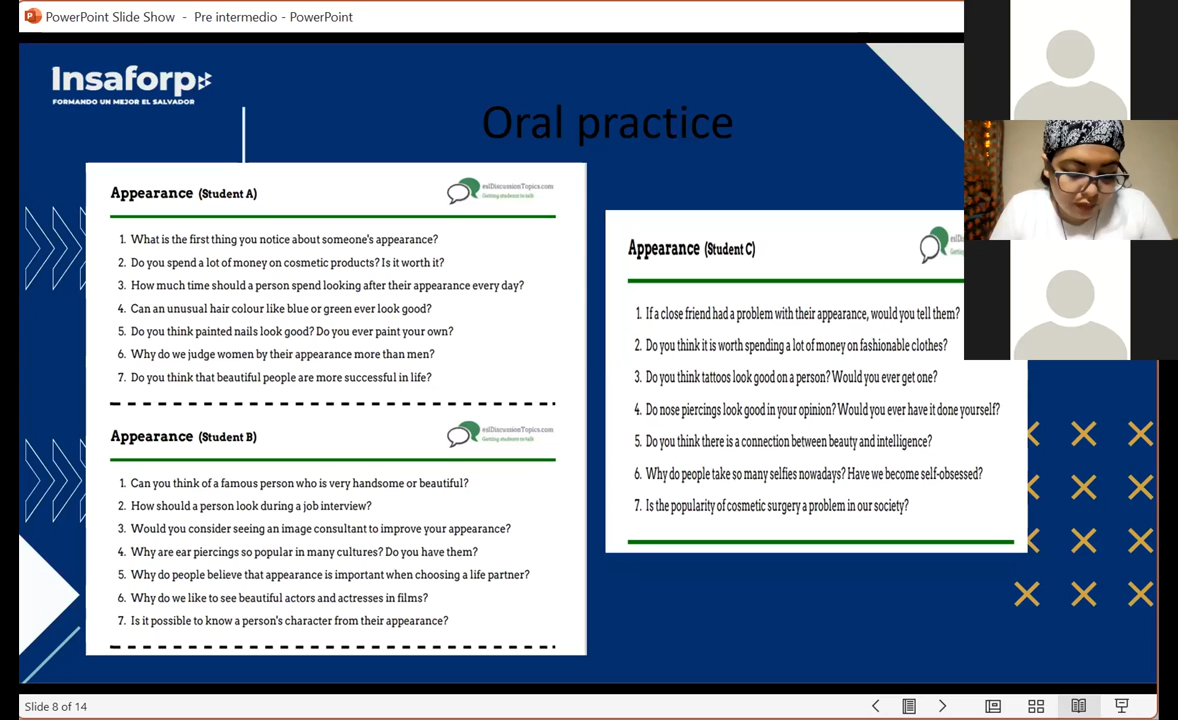 PowerPoint Slide Show - Pre intermedio - PowerPoint
Insaforp
FORMANDO UN MEJOR EL SALVADOR
Oral practice
Appearance (Student A)
eslDiscussionTopics.com
Getting students to talk
1. What is the first thing you notice about someone's appearance?
2. Do you spend a lot of money on cosmetic products? Is it worth it?
3. How much time should a person spend looking after their appearance every day?
4. Can an unusual hair colour like blue or green ever look good?
5. Do you think painted nails look good? Do you ever paint your own?
6. Why do we judge women by their appearance more than men?
7. Do you think that beautiful people are more successful in life?
Appearance (Student B)
eslDiscussionTopics.com
Getting students to talk
1. Can you think of a famous person who is very handsome or beautiful?
2. How should a person look during a job interview?
3. Would you consider seeing an image consultant to improve your appearance?
4. Why are ear piercings so popular in many cultures? Do you have them?
5. Why do people believe that appearance is important when choosing a life partner?
6. Why do we like to see beautiful actors and actresses in films?
7. Is it possible to know a person's character from their appearance?
Appearance (Student C)
1. If a close friend had a problem with their appearance, would you tell them?
2. Do you think it is worth spending a lot of money on fashionable clothes?
3. Do you think tattoos look good on a person? Would you ever get one?
4. Do nose piercings look good in your opinion? Would you ever have it done yourself?
5. Do you think there is a connection between beauty and intelligence?
6. Why do people take so many selfies nowadays? Have we become self-obsessed?
7. Is the popularity of cosmetic surgery a problem in our society?
Slide 8 of 14